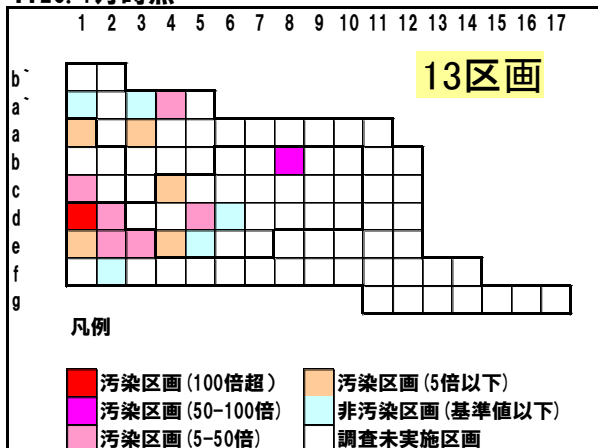 1 2 3 4 5 6 7 8 9 10 11 12 13 14 15 16 17
13区画
b`
a`
a
b
c
d
e
f
g
凡例
汚染区画(100倍超)
汚染区画(5倍以下)
汚染区画(50-100倍)
非汚染区画(基準値以下)
汚染区画(5-50倍)
調査未実施区画